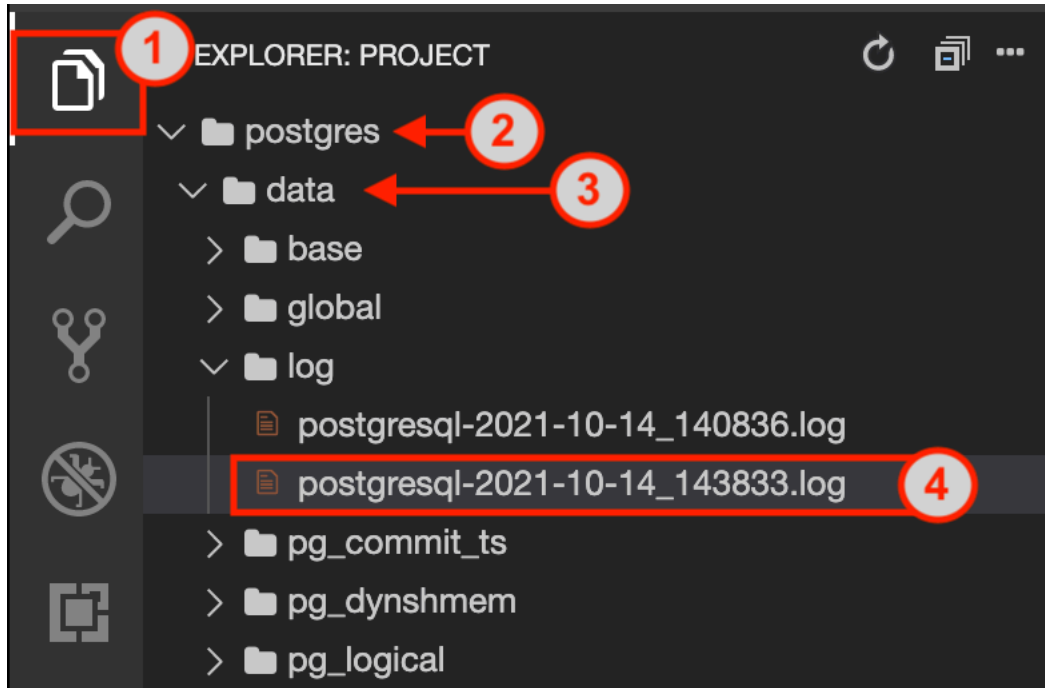 1 EXPLORER: PROJECT
postgres 2
data 3
base
global
log
postgresql-2021-10-14_140836.log
postgresql-2021-10-14_143833.log 4
pg_commit_ts
pg_dynshmem
pg_logical